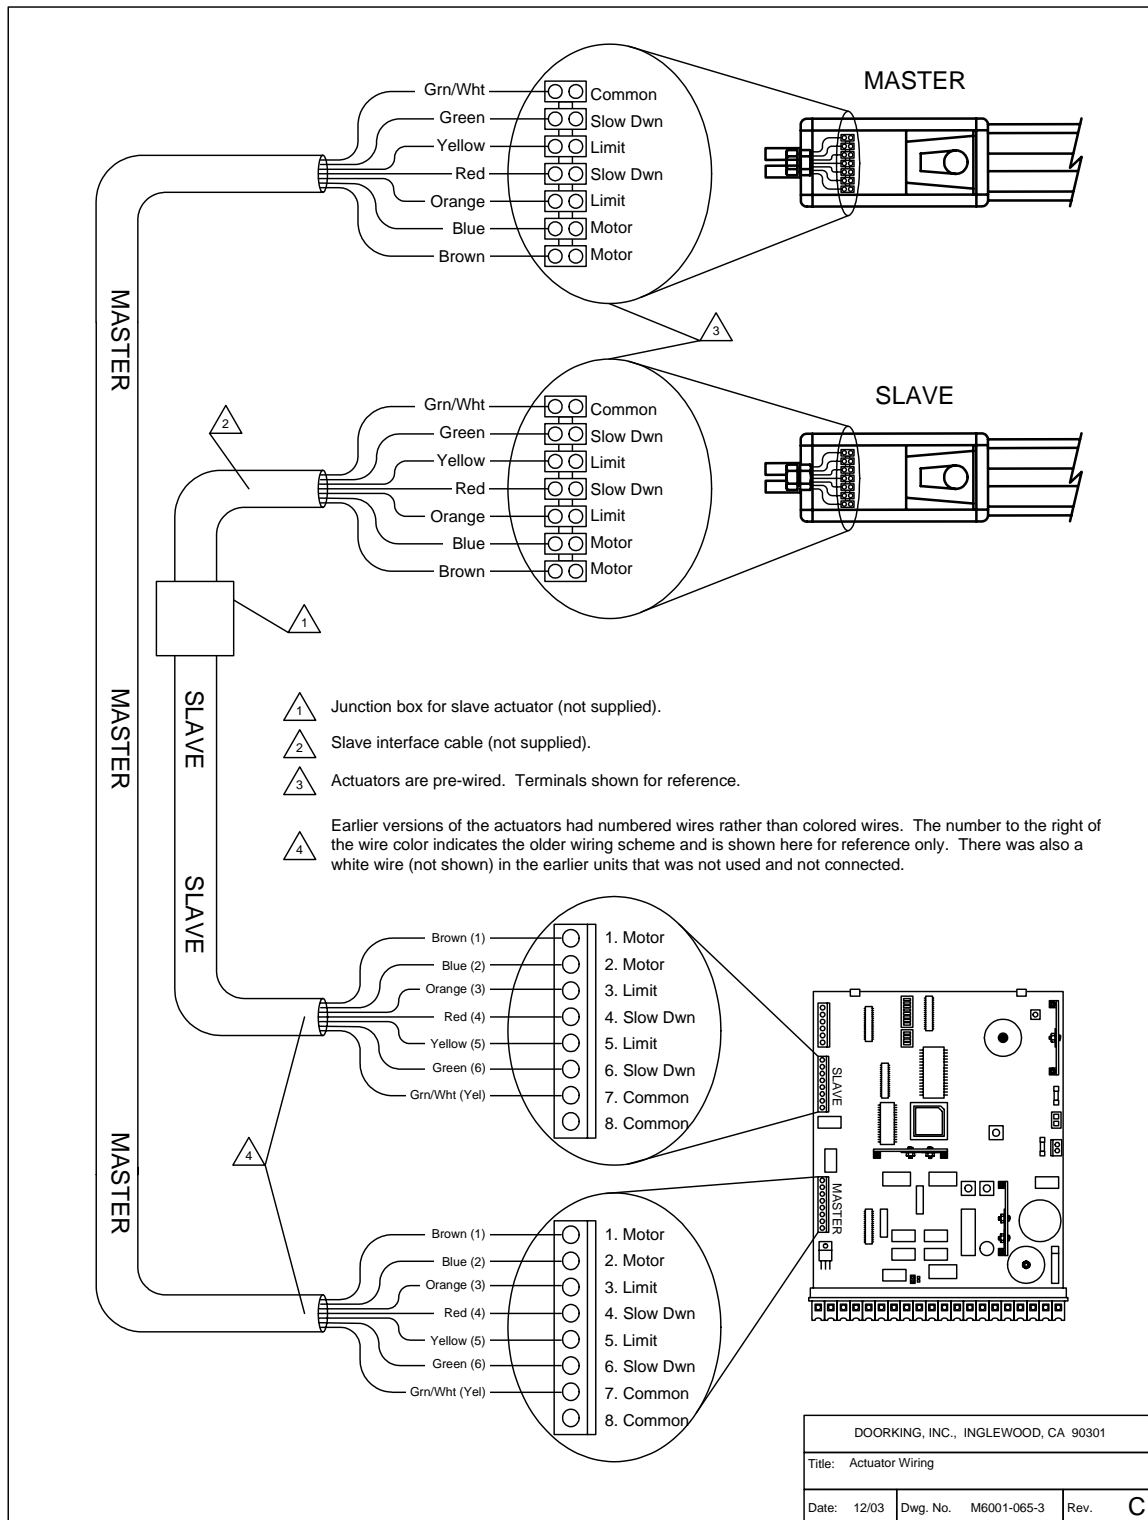 MASTER
Grn/Wht
Common
Green
Slow Dwn
Yellow
Limit
Red
Slow Dwn
Orange
Limit
Blue
Motor
Brown
Motor
MASTER
3
SLAVE
Grn/Wht
Common
Green
Slow Dwn
Yellow
Limit
Red
Slow Dwn
Orange
Limit
Blue
Motor
Brown
Motor
2
1
MASTER
SLAVE
1 Junction box for slave actuator (not supplied).
2 Slave interface cable (not supplied).
3 Actuators are pre-wired. Terminals shown for reference.
4 Earlier versions of the actuators had numbered wires rather than colored wires. The number to the right of
the wire color indicates the older wiring scheme and is shown here for reference only. There was also a
white wire (not shown) in the earlier units that was not used and not connected.
SLAVE
Brown (1)
1. Motor
Blue (2)
2. Motor
Orange (3)
3. Limit
Red (4)
4. Slow Dwn
Yellow (5)
5. Limit
Green (6)
6. Slow Dwn
Grn/Wht (Yel)
7. Common
8. Common
SLAVE
MASTER
4
MASTER
Brown (1)
1. Motor
Blue (2)
2. Motor
Orange (3)
3. Limit
Red (4)
4. Slow Dwn
Yellow (5)
5. Limit
Green (6)
6. Slow Dwn
Grn/Wht (Yel)
7. Common
8. Common
DOORKING, INC., INGLEWOOD, CA 90301
Title: Actuator Wiring
Date: 12/03 Dwg. No. M6001-065-3 Rev. C